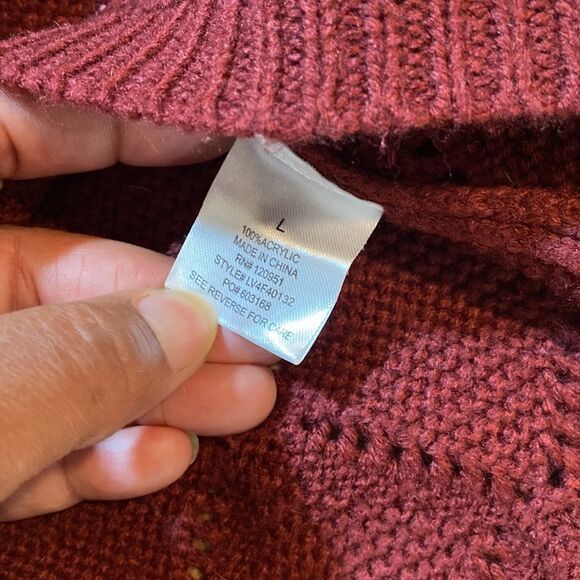 L
100%ACRYLIC
MADE IN CHINA
RN# 120951
STYLE# LV4F40132
PO# 603168
SEE REVERSE FOR CARE